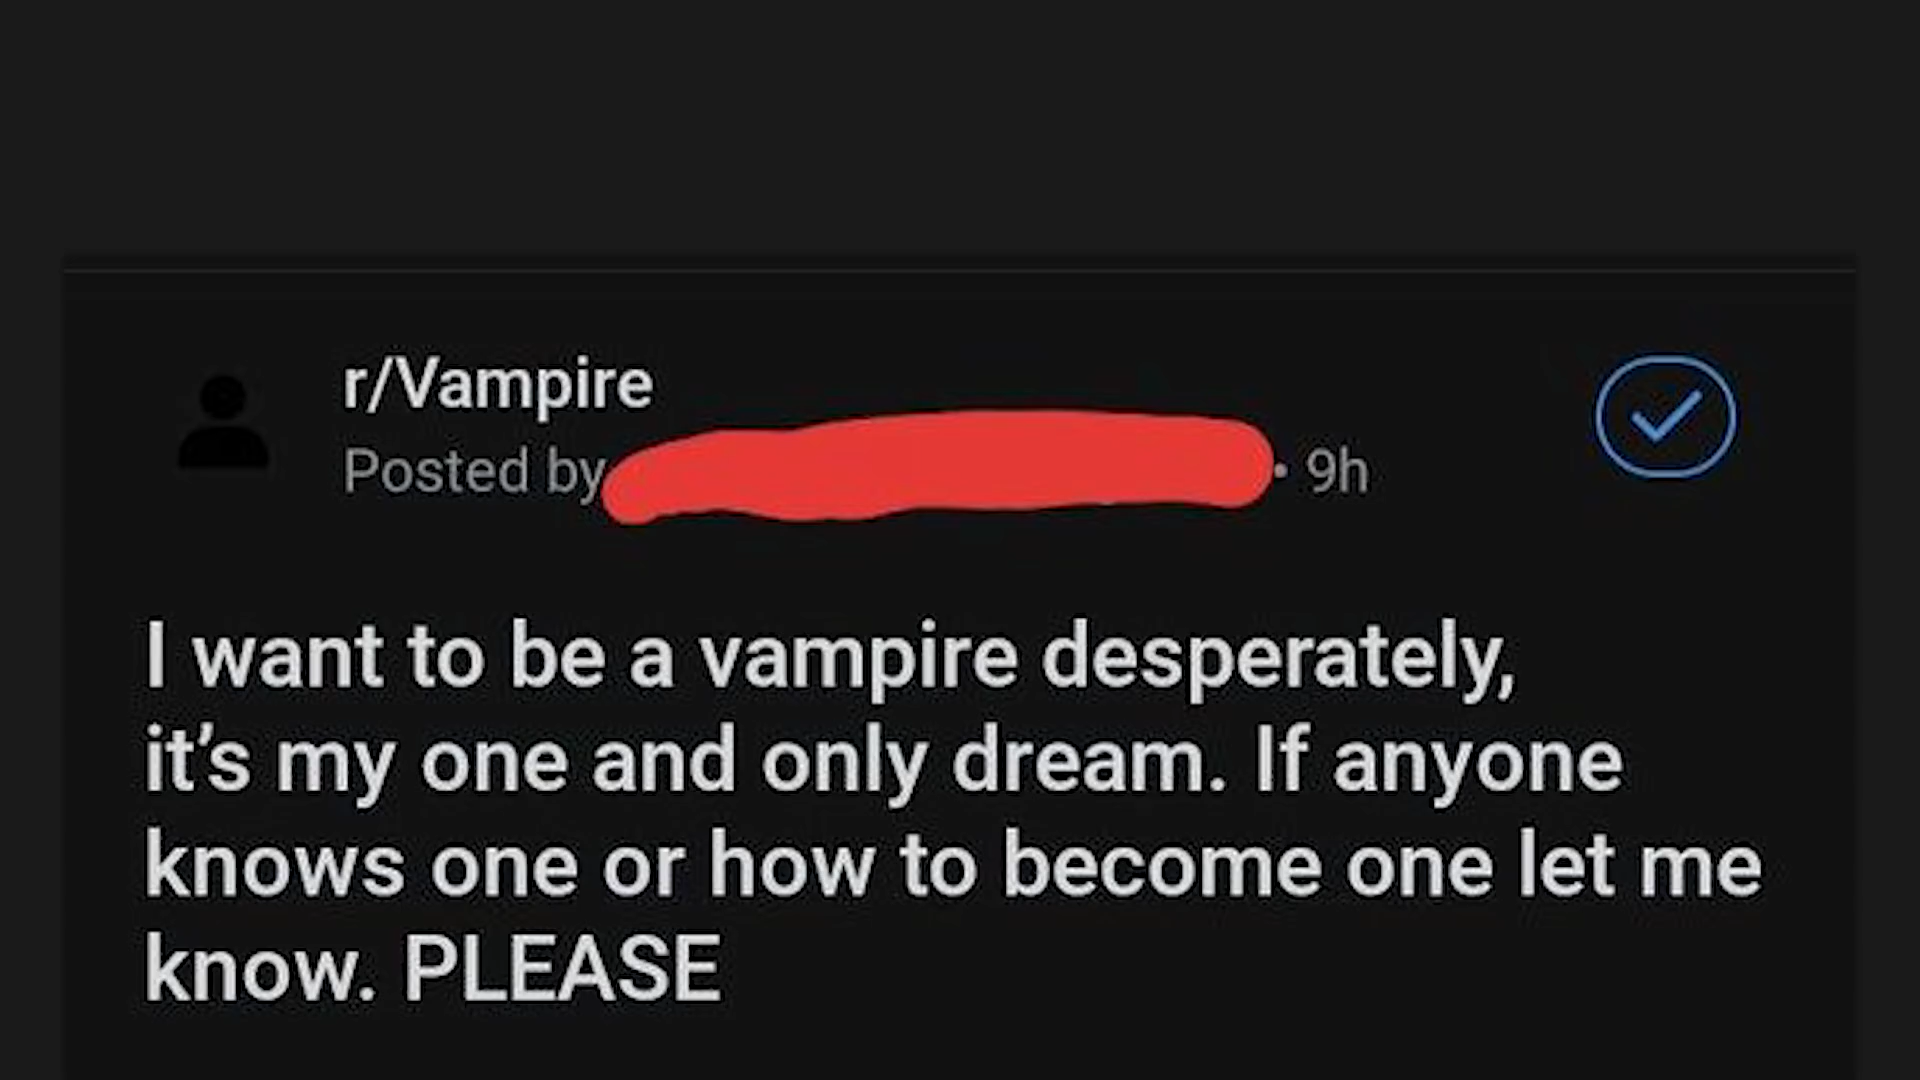 r/Vampire
Posted by • 9h
I want to be a vampire desperately,
it’s my one and only dream. If anyone
knows one or how to become one let me
know. PLEASE